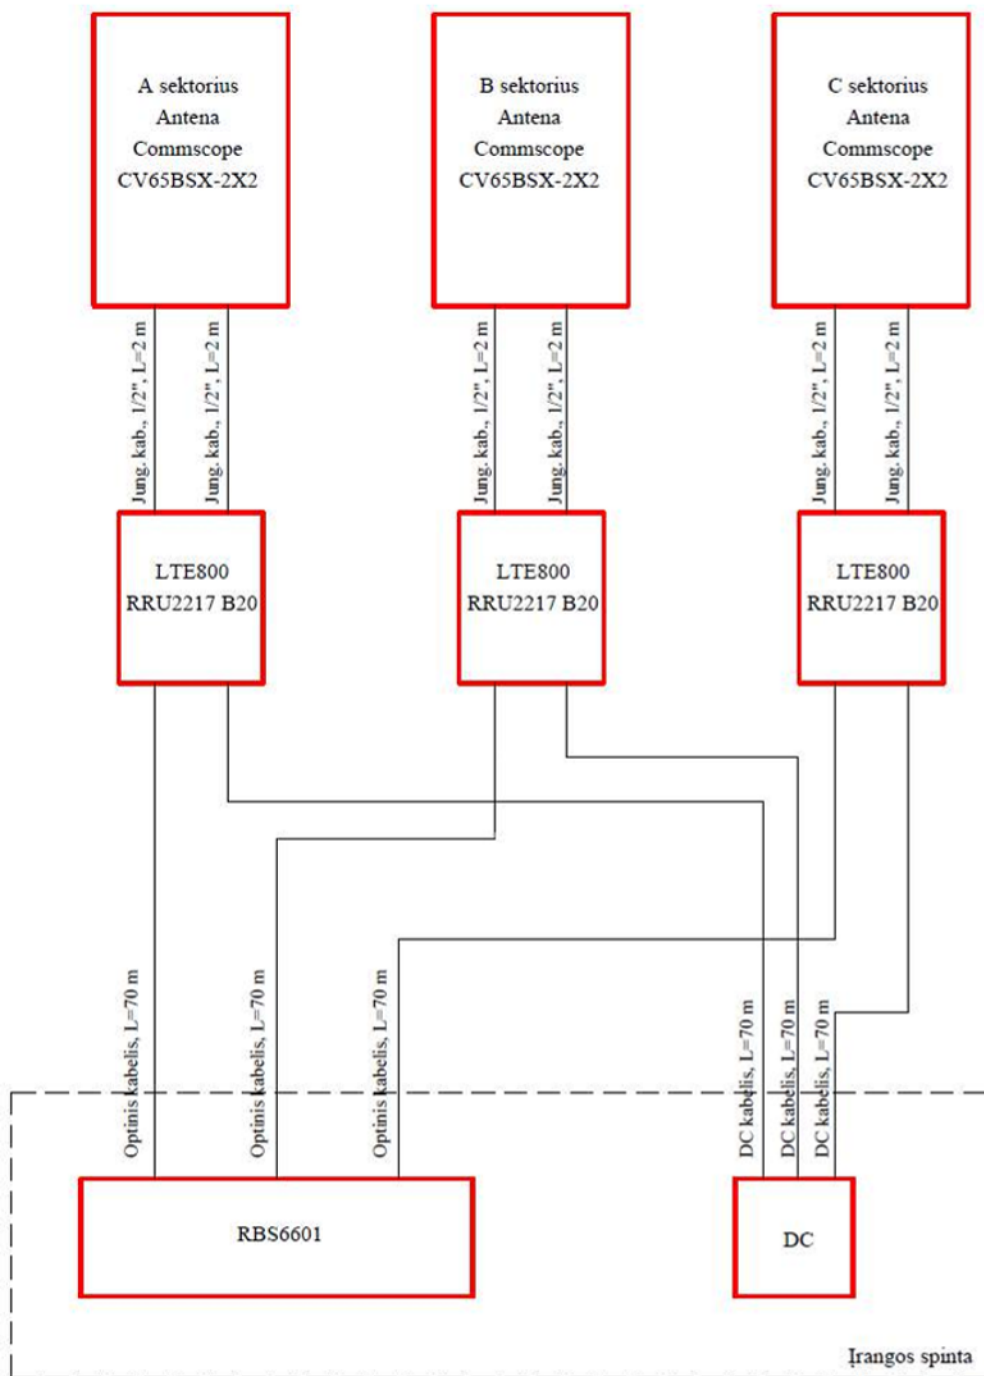 A sektorius
Antena
Commscope
CV65BSX-2X2
B sektorius
Antena
Commscope
CV65BSX-2X2
C sektorius
Antena
Commscope
CV65BSX-2X2
Jung. kab., 1/2", L=2 m
Jung. kab., 1/2", L=2 m
Jung. kab., 1/2", L=2 m
Jung. kab., 1/2", L=2 m
Jung. kab., 1/2", L=2 m
Jung. kab., 1/2", L=2 m
LTE800
RRU2217 B20
LTE800
RRU2217 B20
LTE800
RRU2217 B20
Optinis kabelis, L=70 m
Optinis kabelis, L=70 m
Optinis kabelis, L=70 m
DC kabelis, L=70 m
DC kabelis, L=70 m
DC kabelis, L=70 m
RBS6601
DC
Įrangos spinta